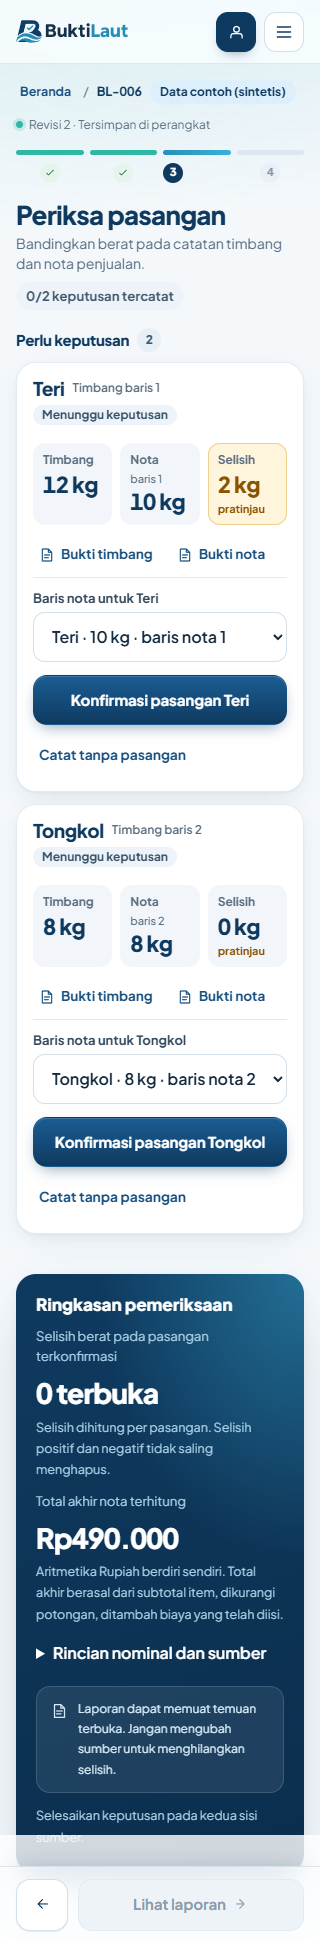 BuktiLaut
Beranda / BL-006 Data contoh (sintetis)
Revisi 2 · Tersimpan di perangkat
3 4
Periksa pasangan
Bandingkan berat pada catatan timbang
dan nota penjualan.
0/2 keputusan tercatat
Perlu keputusan 2
Teri Timbang baris 1
Menunggu keputusan
Timbang
12 kg
Nota
baris 1
10 kg
Selisih
2 kg
pratinjau
Bukti timbang Bukti nota
Baris nota untuk Teri
Teri · 10 kg · baris nota 1
Konfirmasi pasangan Teri
Catat tanpa pasangan
Tongkol Timbang baris 2
Menunggu keputusan
Timbang
8 kg
Nota
baris 2
8 kg
Selisih
0 kg
pratinjau
Bukti timbang Bukti nota
Baris nota untuk Tongkol
Tongkol · 8 kg · baris nota 2
Konfirmasi pasangan Tongkol
Catat tanpa pasangan
Ringkasan pemeriksaan
Selisih berat pada pasangan
terkonfirmasi
0 terbuka
Selisih dihitung per pasangan. Selisih
positif dan negatif tidak saling
menghapus.
Total akhir nota terhitung
Rp490.000
Aritmetika Rupiah berdiri sendiri. Total
akhir berasal dari subtotal item, dikurangi
potongan, ditambah biaya yang telah diisi.
Rincian nominal dan sumber
Laporan dapat memuat temuan
terbuka. Jangan mengubah
sumber untuk menghilangkan
selisih.
Selesaikan keputusan pada kedua sisi
sumber.
Lihat laporan